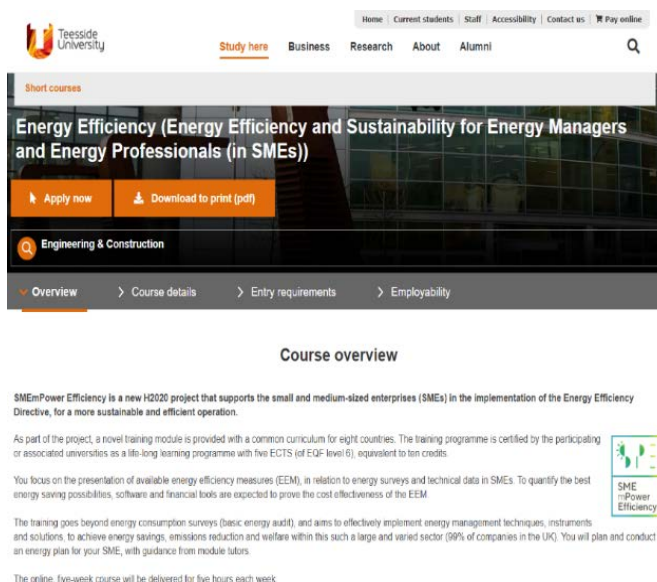 Home | Current students | Staff | Accessibility | Contact us | Pay online
Teesside
University
Study here Business Research About Alumni
Short courses
Energy Efficiency (Energy Efficiency and Sustainability for Energy Managers
and Energy Professionals (in SMEs))
Apply now Download to print (pdf)
Engineering & Construction
Overview Course details Entry requirements Employability
Course overview
SMEmPower Efficiency is a new H2020 project that supports the small and medium-sized enterprises (SMEs) in the implementation of the Energy Efficiency
Directive, for a more sustainable and efficient operation.
As part of the project, a novel training module is provided with a common curriculum for eight countries. The training programme is certified by the participating
or associated universities as a life-long learning programme with five ECTS (of EQF level 6), equivalent to ten credits.
You focus on the presentation of available energy efficiency measures (EEM), in relation to energy surveys and technical data in SMEs. To quantify the best
energy saving possibilities, software and financial tools are expected to prove the cost effectiveness of the EEM.
SME
mPower
Efficiency
The training goes beyond energy consumption surveys (basic energy audit), and aims to effectively implement energy management techniques, instruments
and solutions, to achieve energy savings, emissions reduction and welfare within this such a large and varied sector (99% of companies in the UK). You will plan and conduct
an energy plan for your SME, with guidance from module tutors.
The online, five-week course will be delivered for five hours each week.